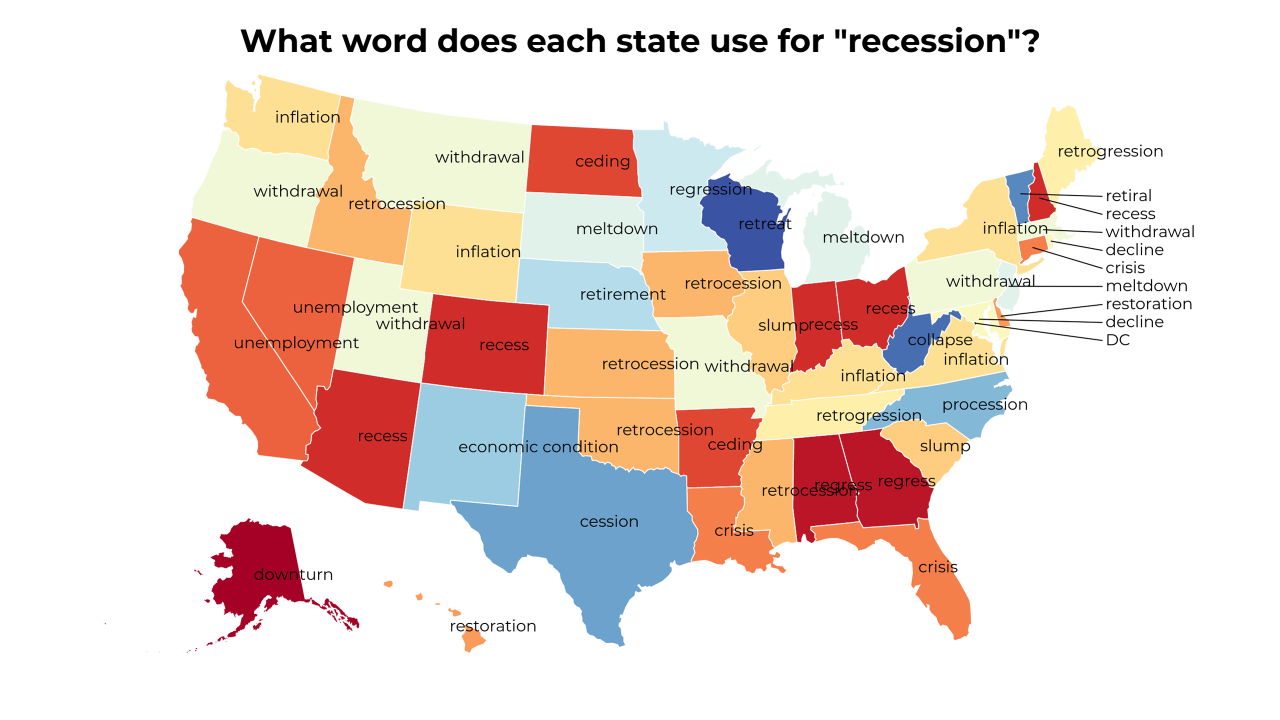 What word does each state use for "recession"?
inflation
retrogression
withdrawal
ceding
regression
withdrawal
retiral
retrocession
recess
meltdown
retreat
inflation
withdrawal
meltdown
inflation
decline
crisis
withdrawal
retrocession
meltdown
retirement
restoration
unemployment
recess
withdrawal
slump
recess
decline
unemployment
recess
collapse
DC
inflation
retrocession
withdrawal
inflation
procession
retrogression
recess
retrocession
ceding
slump
economic condition
regress
regress
retrocession
cession
crisis
crisis
downturn
restoration